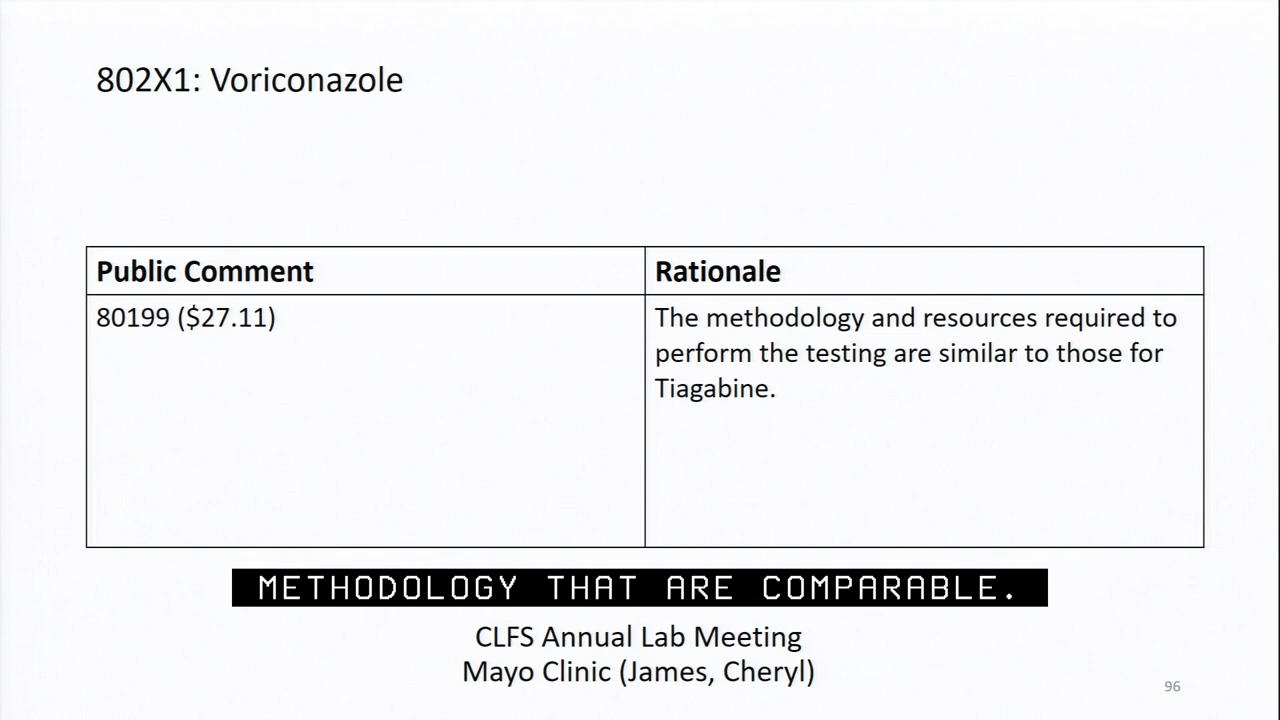 802X1: Voriconazole
Public Comment
Rationale
80199 ($27.11)
The methodology and resources required to
perform the testing are similar to those for
Tiagabine.
METHODOLOGY THAT ARE COMPARABLE.
CLFS Annual Lab Meeting
Mayo Clinic (James, Cheryl)
96